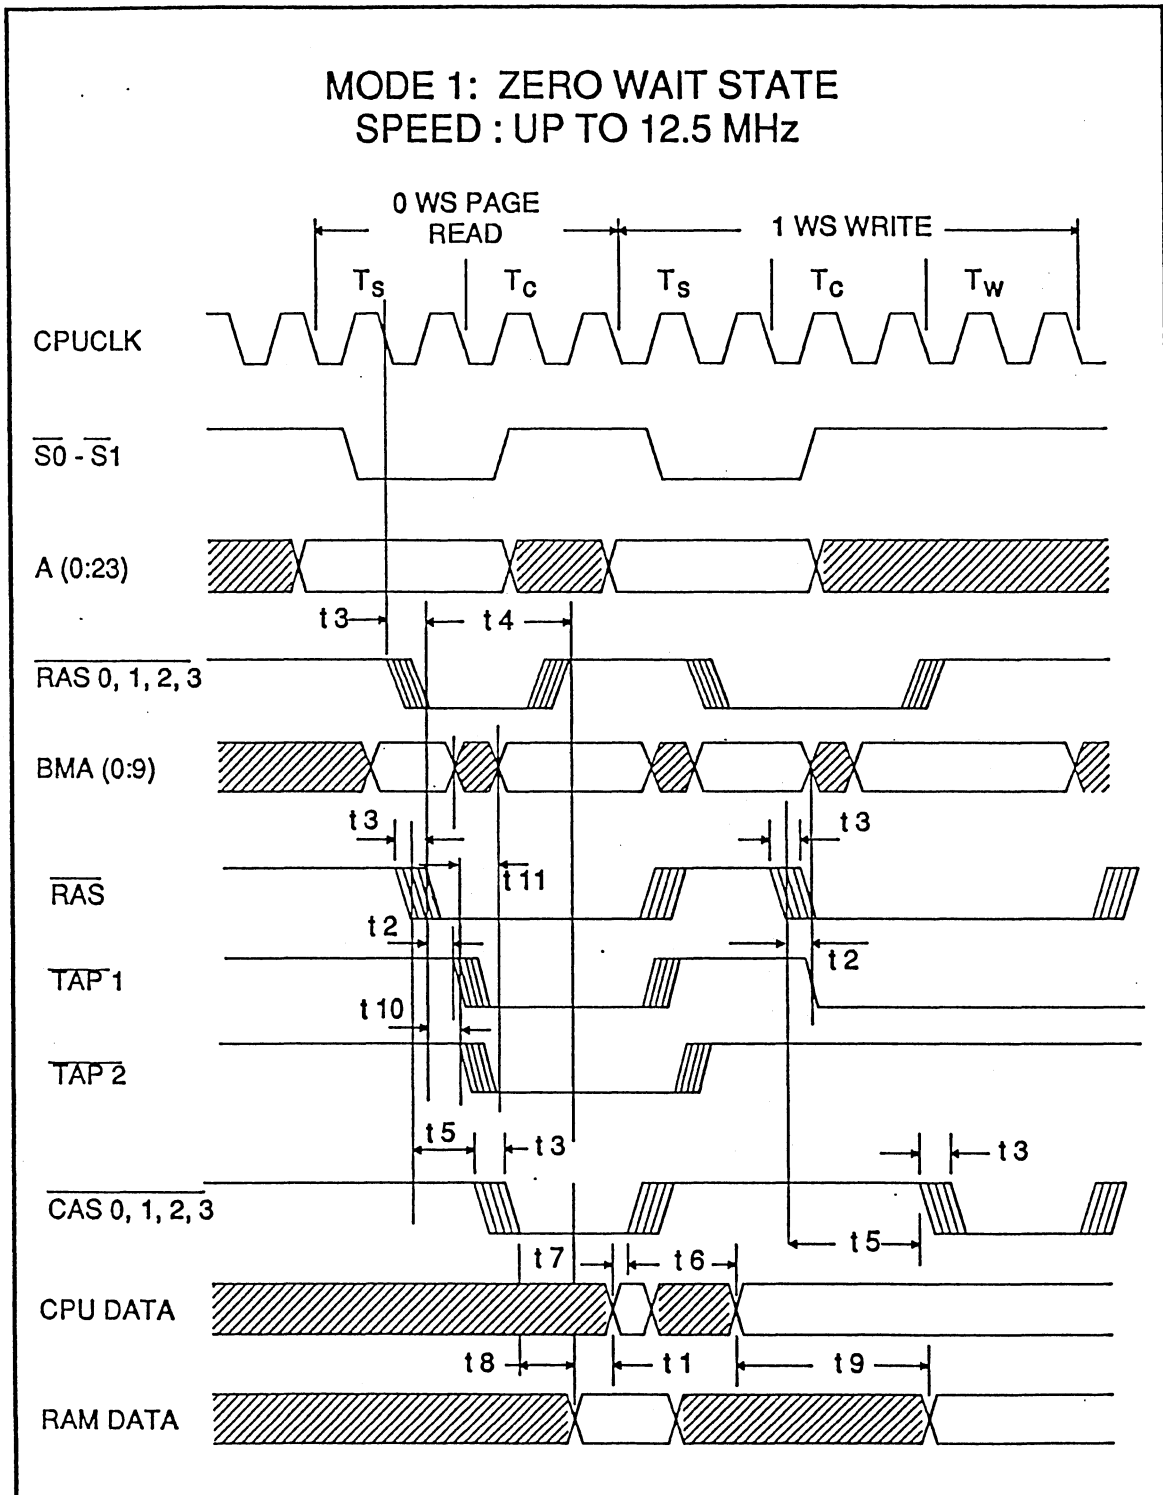 MODE 1: ZERO WAIT STATE
SPEED : UP TO 12.5 MHz
0 WS PAGE
READ
1 WS WRITE
TS TC TS TC TW
CPUCLK
S0 - S1
A (0:23)
t3 t4
RAS 0, 1, 2, 3
BMA (0:9)
t3 t3
t11
RAS
t2 t2
TAP 1
t10
TAP 2
t5 t3 t3
CAS 0, 1, 2, 3
t5
t7 t6
CPU DATA
t8 t1 t9
RAM DATA